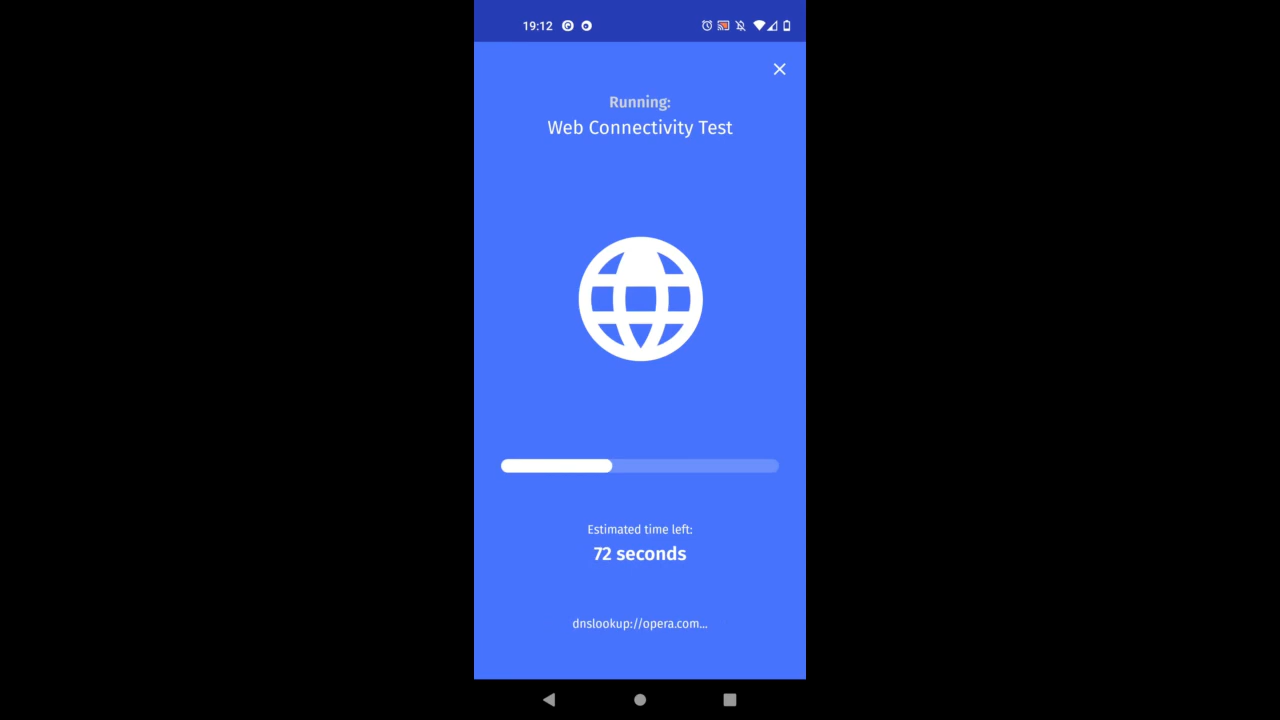 19:12
Running:
Web Connectivity Test
Estimated time left:
72 seconds
dnslookup://opera.com...